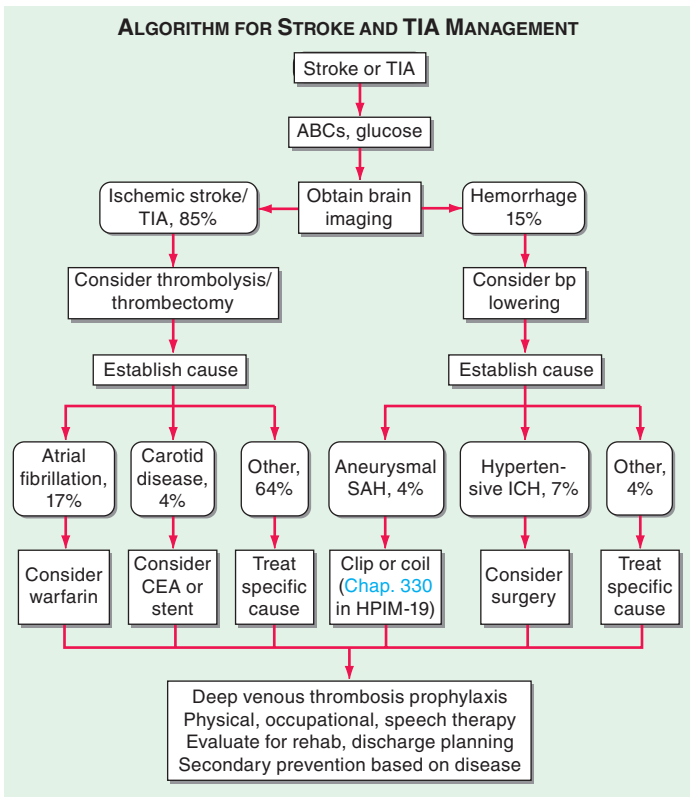 ALGORITHM FOR STROKE AND TIA MANAGEMENT
Stroke or TIA
ABCs, glucose
Obtain brain
imaging
Ischemic stroke/
TIA, 85%
Hemorrhage
15%
Consider thrombolysis/
thrombectomy
Consider bp
lowering
Establish cause
Establish cause
Atrial
fibrillation,
17%
Carotid
disease,
4%
Other,
64%
Aneurysmal
SAH, 4%
Hyperten-
sive ICH, 7%
Other,
4%
Consider
warfarin
Consider
CEA or
stent
Treat
specific
cause
Clip or coil
(Chap. 330
in HPIM-19)
Consider
surgery
Treat
specific
cause
Deep venous thrombosis prophylaxis
Physical, occupational, speech therapy
Evaluate for rehab, discharge planning
Secondary prevention based on disease